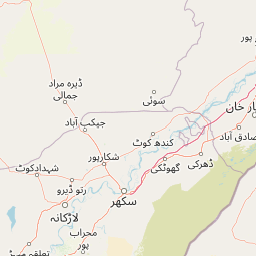 پور
ڈیرہ مراد
جمالی
سوئی
یار خان
جیکب آباد
صادق آباد
کندھ کوٹ
ڈھرکی
گھوٹکی
شکارپور
شہدادکوٹ
رتو ڈیرو
سکھر
لاڑکانہ
محراب
پور